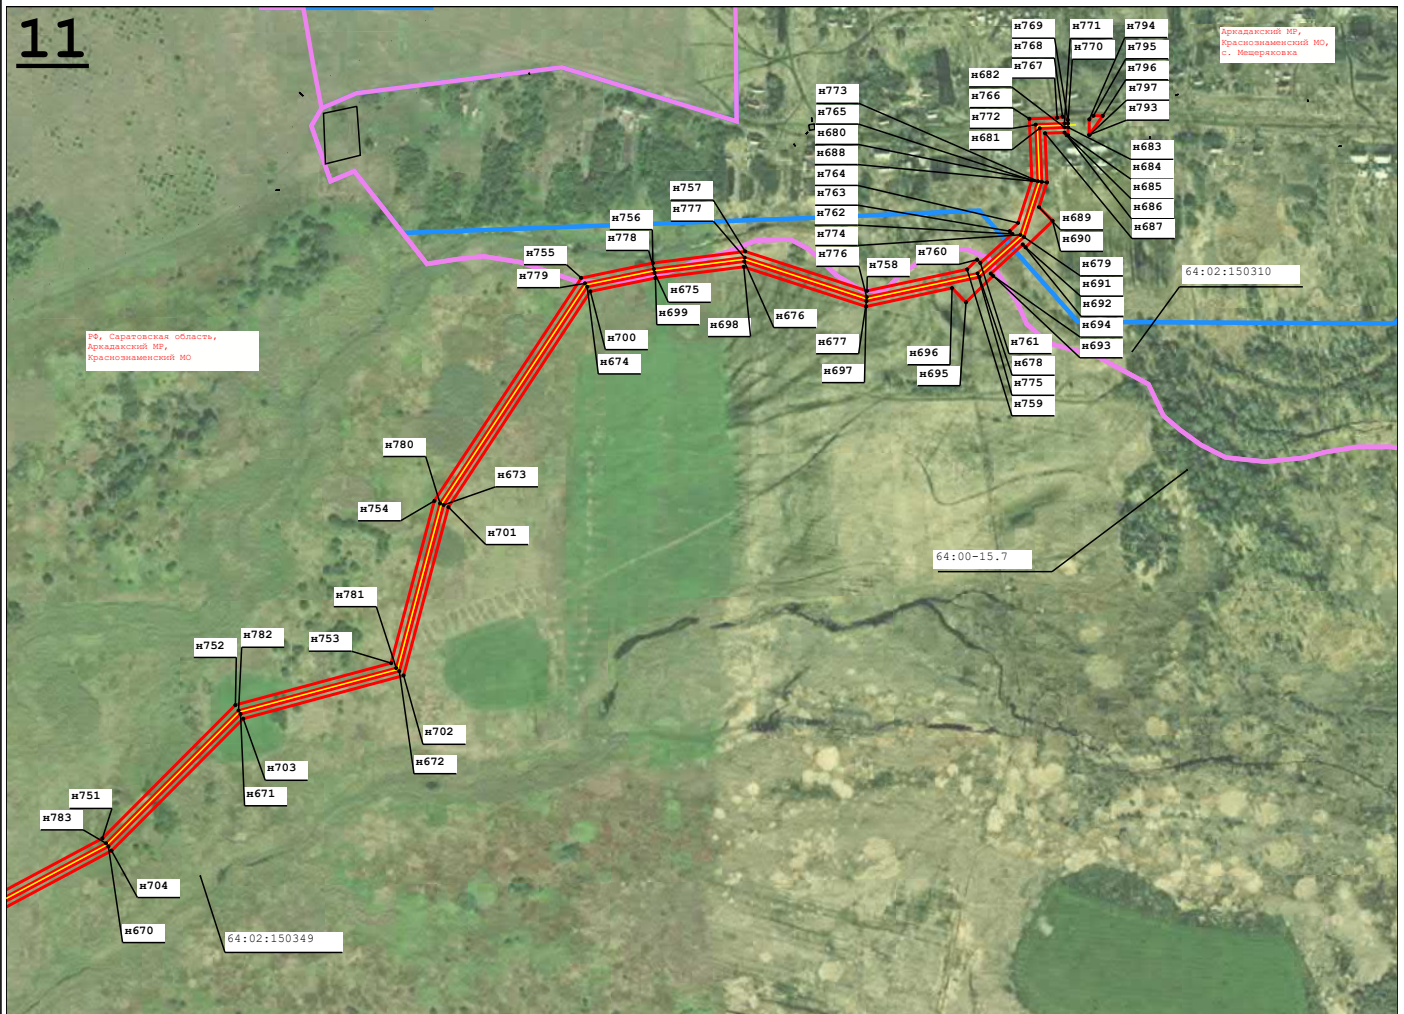 11
н769
н768
н767
н771
н770
н794
н795
н796
н797
н793
Аркадакский МР,
Краснознаменский МО,
с. Мещеряковка
н682
н766
н772
н681
н773
н765
н680
н688
н764
н763
н762
н774
н776
н683
н684
н685
н686
н687
н757
н777
н756
н778
н755
н779
н758
н760
н689
н690
н679
н691
н692
н694
н693
64:02:150310
н675
н699
н698
н676
н700
н674
н677
н697
н696
н695
н761
н678
н775
н759
РФ, Саратовская область,
Аркадакский МР,
Краснознаменский МО
н780
н673
н754
н701
64:00-15.7
н781
н753
н782
н752
н702
н672
н703
н671
н751
н783
н704
н670
64:02:150349